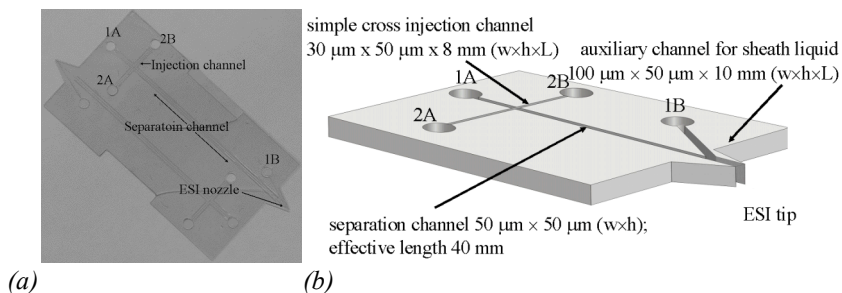 1A
2B
Injection channel
2A
Separatoin channel
1B
ESI nozzle
(a)
simple cross injection channel
30 μm x 50 μm x 8 mm (w×h×L)
auxiliary channel for sheath liquid
100 μm × 50 μm × 10 mm (w×h×L)
1A
2B
2A
1B
separation channel 50 μm × 50 μm (w×h);
effective length 40 mm
ESI tip
(b)